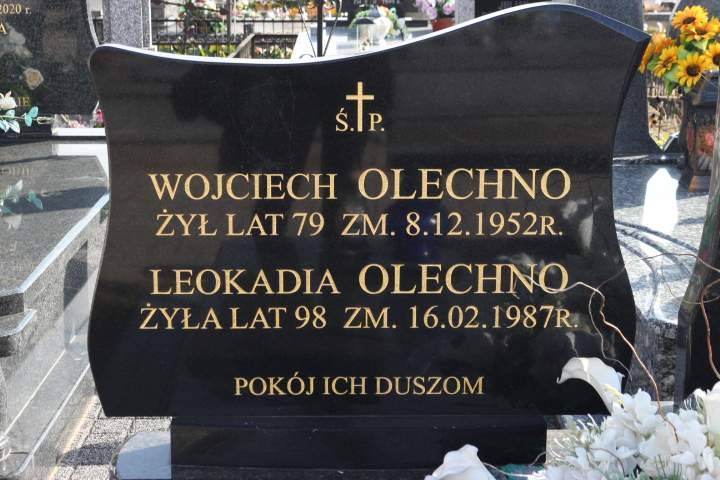 2020 r.
Ś.P.
WOJCIECH OLECHNO
ŻYŁ LAT 79 ZM. 8.12.1952R.
LEOKADIA OLECHNO
ŻYŁA LAT 98 ZM. 16.02.1987R.
POKÓJ ICH DUSZOM